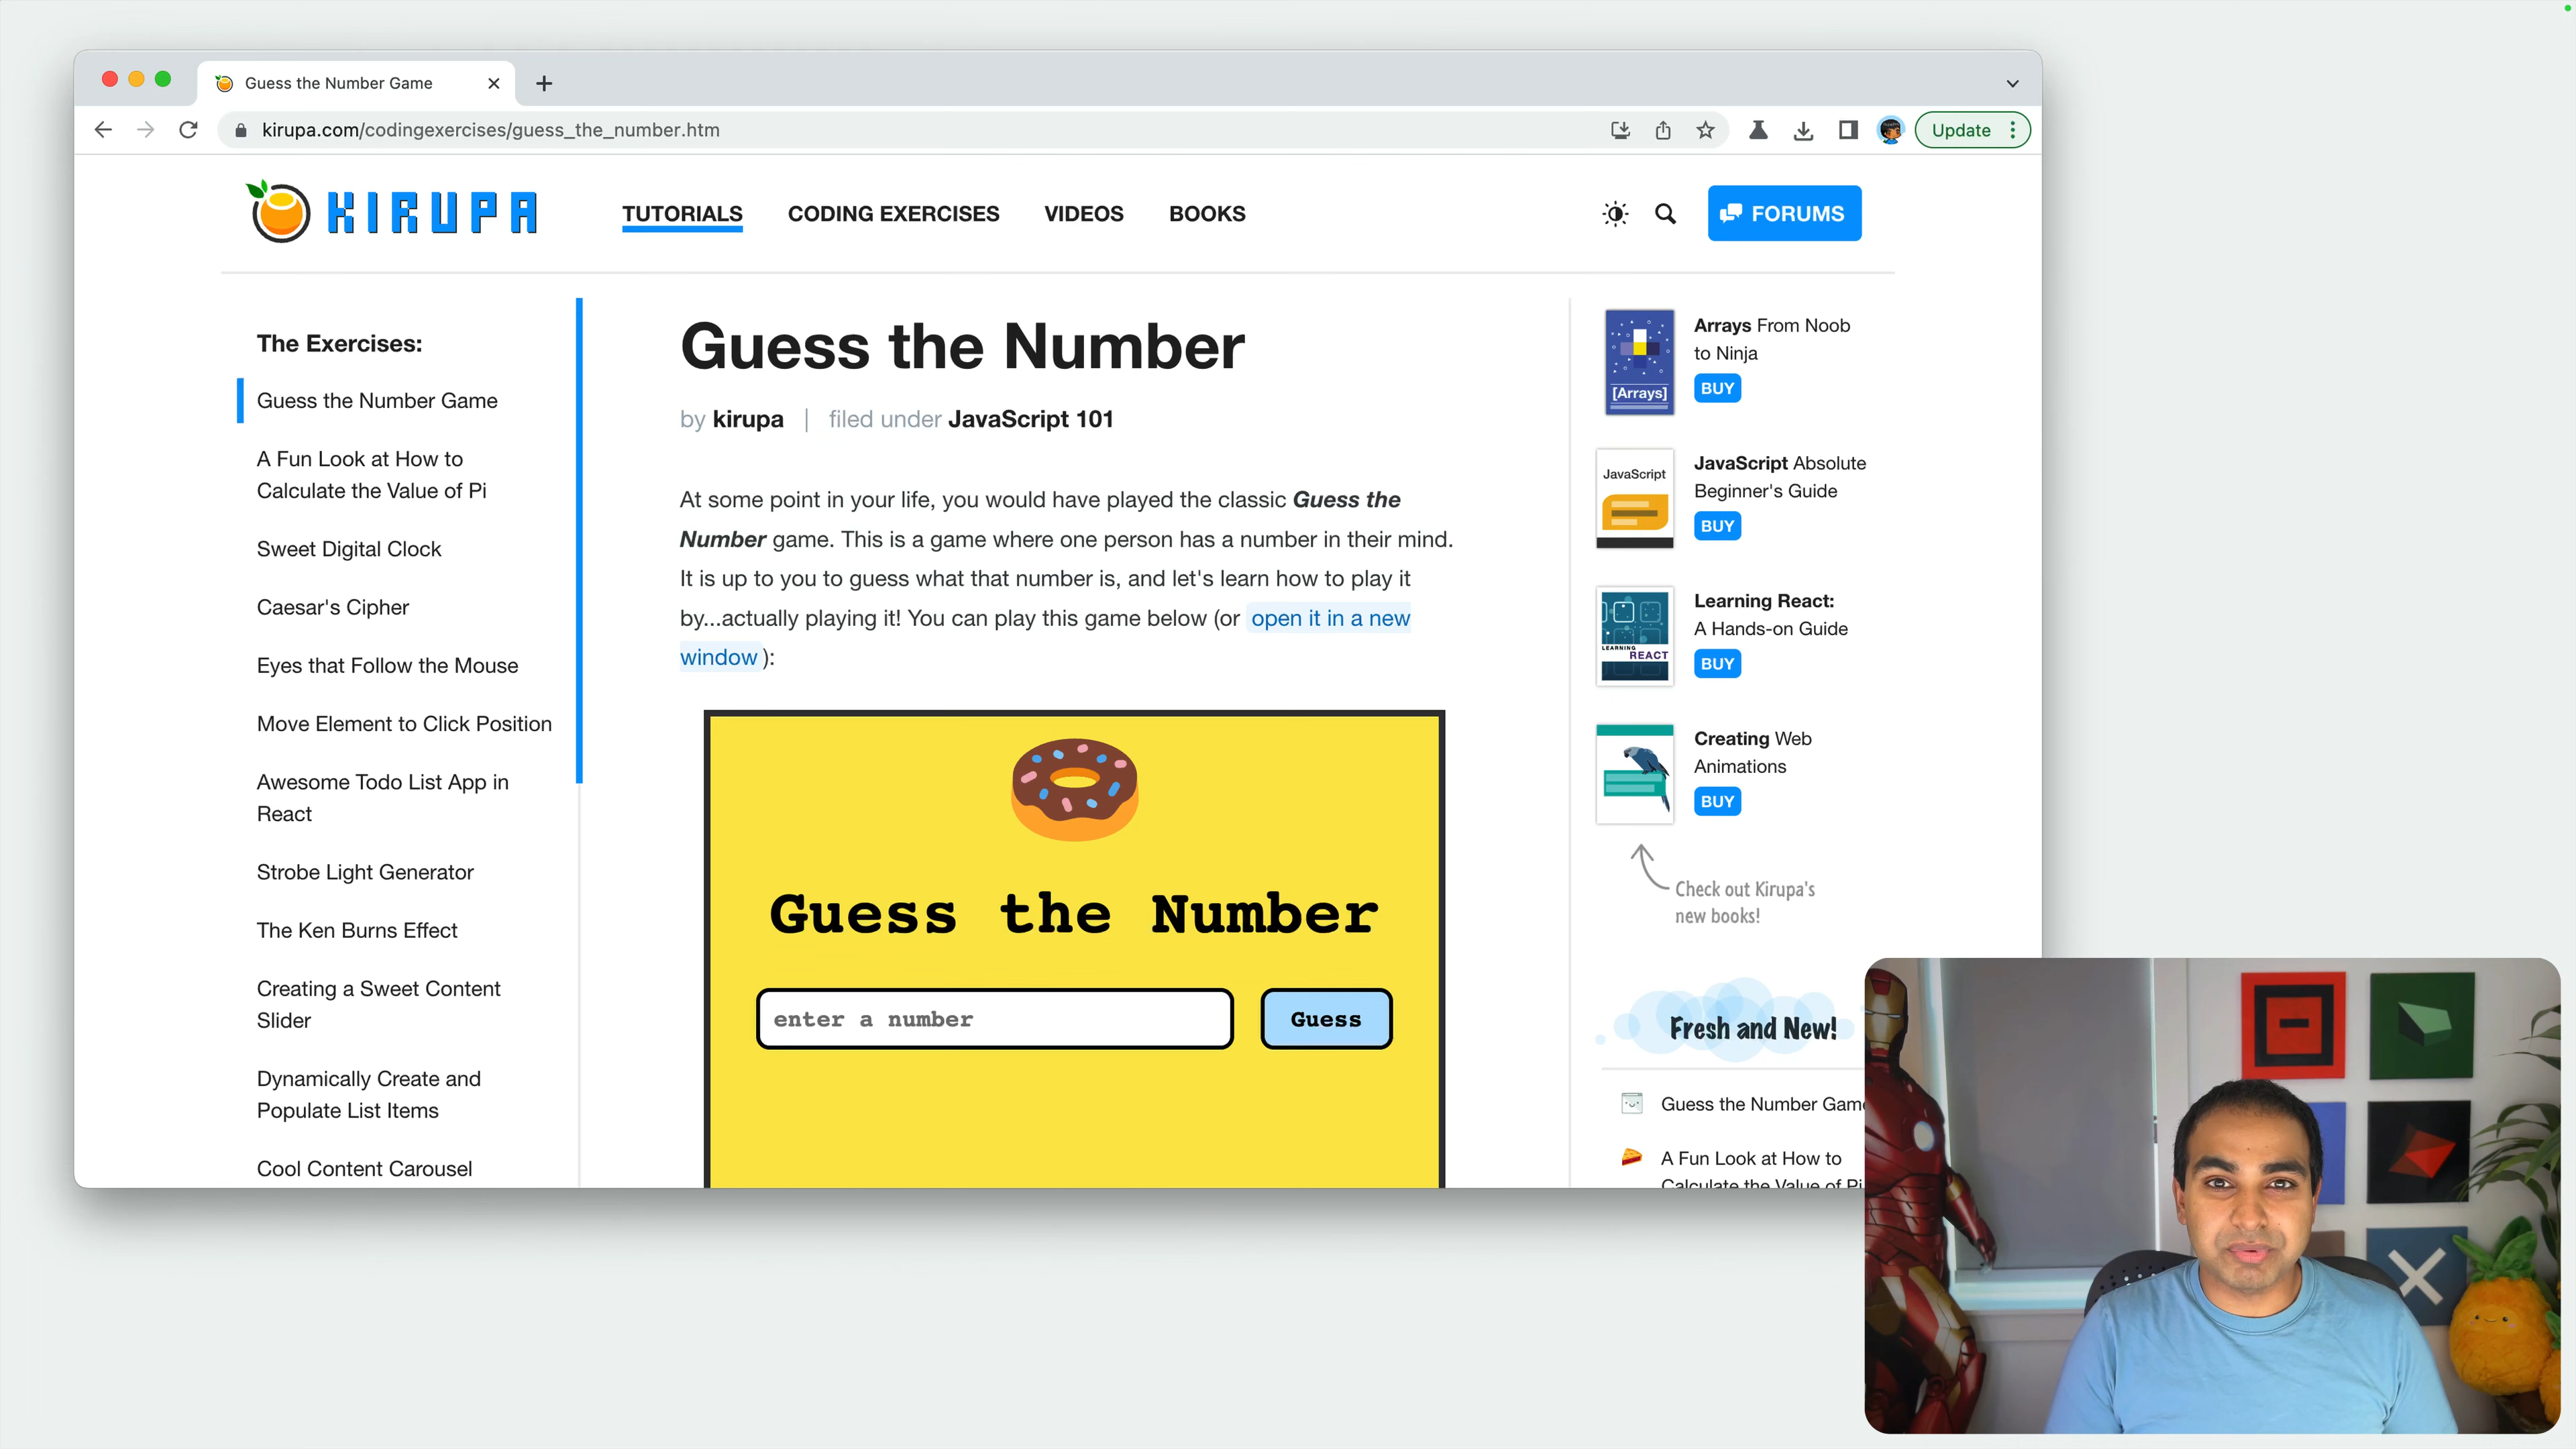 Guess the Number Game
kirupa.com/codingexercises/guess_the_number.htm
Update
KIRUPA
TUTORIALS
CODING EXERCISES
VIDEOS
BOOKS
FORUMS
The Exercises:
Guess the Number Game
A Fun Look at How to
Calculate the Value of Pi
Sweet Digital Clock
Caesar's Cipher
Eyes that Follow the Mouse
Move Element to Click Position
Awesome Todo List App in
React
Strobe Light Generator
The Ken Burns Effect
Creating a Sweet Content
Slider
Dynamically Create and
Populate List Items
Cool Content Carousel
Guess the Number
by kirupa | filed under JavaScript 101
At some point in your life, you would have played the classic Guess the
Number game. This is a game where one person has a number in their mind.
It is up to you to guess what that number is, and let's learn how to play it
by...actually playing it! You can play this game below (or open it in a new
window):
Guess the Number
enter a number
Guess
[Arrays]
Arrays From Noob
to Ninja
BUY
JavaScript
JavaScript Absolute
Beginner's Guide
BUY
LEARNING
REACT
Learning React:
A Hands-on Guide
BUY
Creating Web
Animations
BUY
Check out Kirupa's
new books!
Fresh and New!
Guess the Number Game
A Fun Look at How to
Calculate the Value of Pi